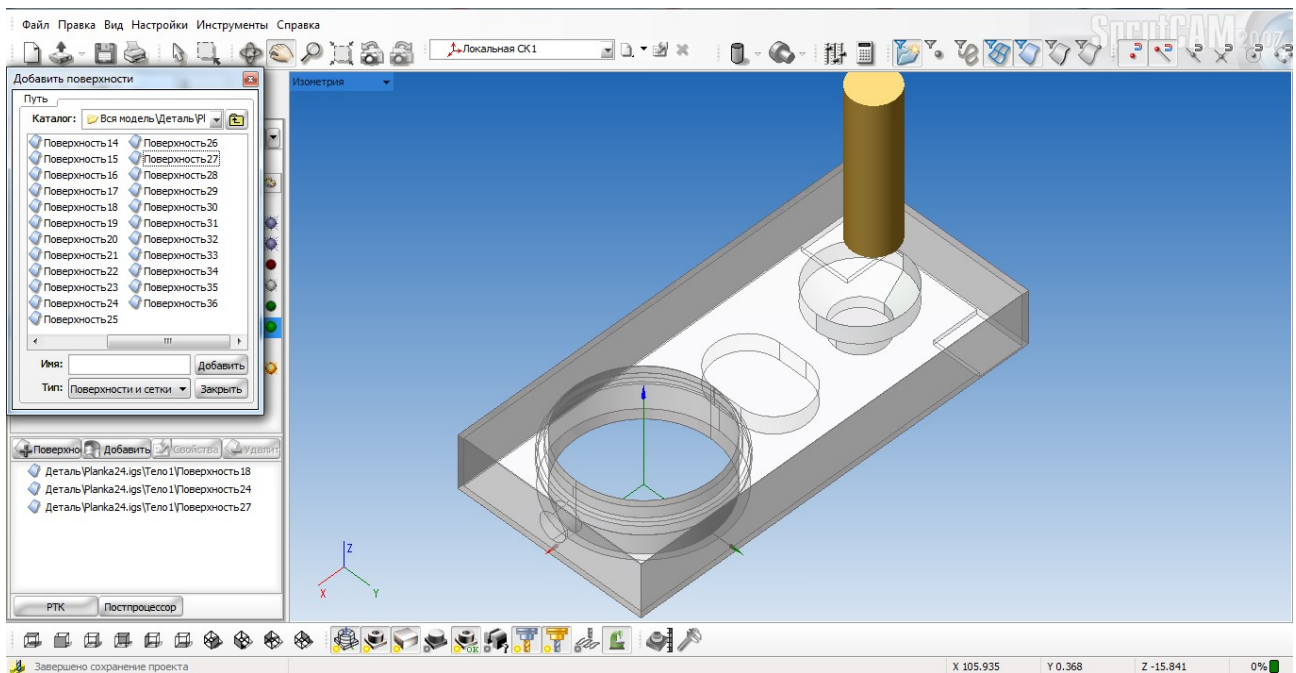 Файл Правка Вид Настройки Инструменты Справка
SprutCAM 2007
Локальная СК1
Добавить поверхности
Изометрия
Путь
Каталог: Вся модель\Деталь\Pl
Поверхность14 Поверхность26
Поверхность15 Поверхность27
Поверхность16 Поверхность28
Поверхность17 Поверхность29
Поверхность18 Поверхность30
Поверхность19 Поверхность31
Поверхность20 Поверхность32
Поверхность21 Поверхность33
Поверхность22 Поверхность34
Поверхность23 Поверхность35
Поверхность24 Поверхность36
Поверхность25
Имя: Добавить
Тип: Поверхности и сетки Закрыть
Поверхно Добавить Свойства Удалит
Деталь\Planka24.igs\Тело1\Поверхность18
Деталь\Planka24.igs\Тело1\Поверхность24
Деталь\Planka24.igs\Тело1\Поверхность27
Z
X Y
РТК Постпроцессор
OK
Завершено сохранение проекта X 105.935 Y 0.368 Z -15.841 0%